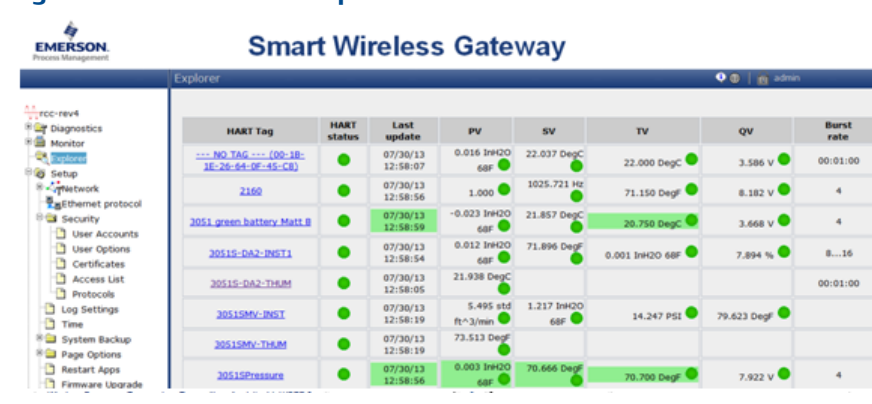 EMERSON.
Process Management
Smart Wireless Gateway
Explorer
admin
rcc-rev4
Diagnostics
Monitor
Explorer
Setup
Network
Ethernet protocol
Security
User Accounts
User Options
Certificates
Access List
Protocols
Log Settings
Time
System Backup
Page Options
Restart Apps
Firmware Upgrade
HART Tag HART status Last update PV SV TV QV Burst rate
--- NO TAG --- (00-1B-1E-26-64-0F-45-C8) 07/30/13 12:58:07 0.016 InH2O 68F 22.037 DegC 22.000 DegC 3.586 V 00:01:00
2160 07/30/13 12:58:56 1.000 1025.721 Hz 71.150 DegF 8.182 V 4
3051 green battery Matt B 07/30/13 12:58:59 -0.023 InH2O 68F 21.857 DegC 20.750 DegC 3.668 V 4
3051S-DA2-INST1 07/30/13 12:58:54 0.012 InH2O 68F 71.896 DegF 0.001 InH2O 68F 7.894 % 8...16
3051S-DA2-THUM 07/30/13 12:58:05 21.938 DegC 00:01:00
3051SMV-INST 07/30/13 12:58:19 5.495 std ft^3/min 1.217 InH2O 68F 14.247 PSI 79.623 DegF
3051SMV-THUM 07/30/13 12:58:19 73.513 DegF
3051SPressure 07/30/13 12:58:56 0.003 InH2O 68F 70.666 DegF 70.700 DegF 7.922 V 4